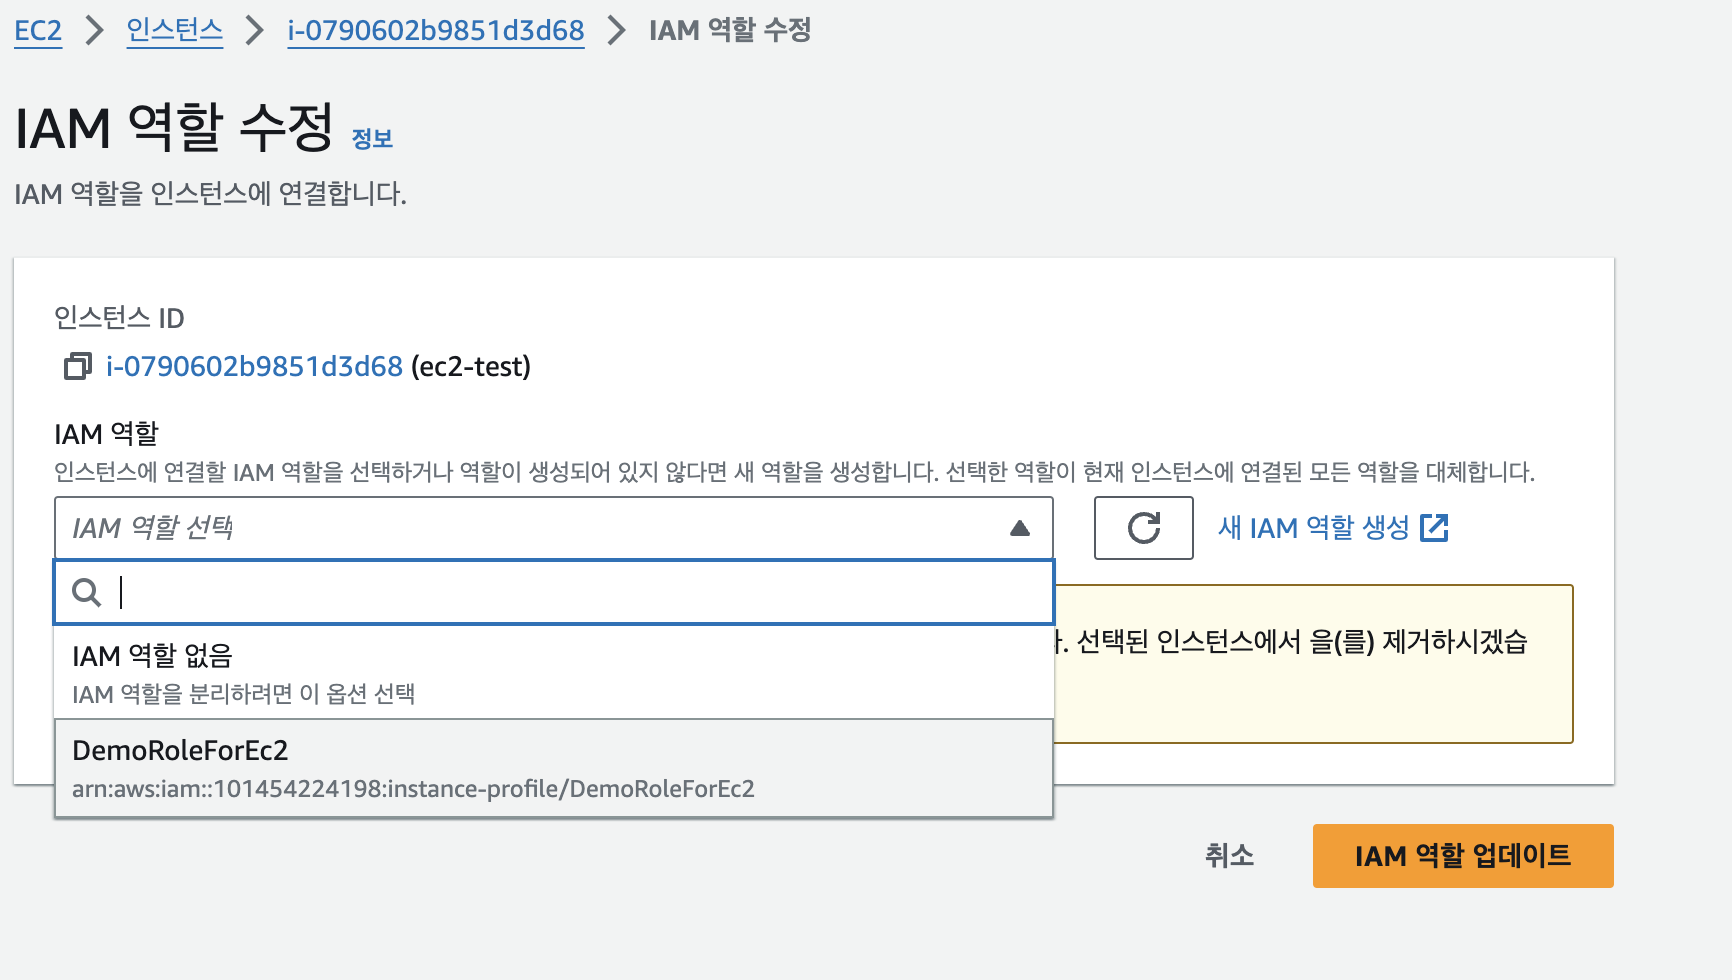 EC2 인스턴스 i-0790602b9851d3d68 IAM 역할 수정
IAM 역할 수정 정보
IAM 역할을 인스턴스에 연결합니다.
인스턴스 ID
i-0790602b9851d3d68 (ec2-test)
IAM 역할
인스턴스에 연결할 IAM 역할을 선택하거나 역할이 생성되어 있지 않다면 새 역할을 생성합니다. 선택한 역할이 현재 인스턴스에 연결된 모든 역할을 대체합니다.
IAM 역할 선택
새 IAM 역할 생성
선택된 인스턴스에서 을(를) 제거하시겠습
IAM 역할 없음
IAM 역할을 분리하려면 이 옵션 선택
DemoRoleForEc2
arn:aws:iam::101454224198:instance-profile/DemoRoleForEc2
취소
IAM 역할 업데이트